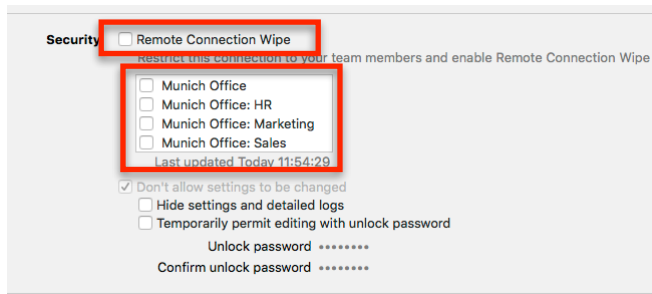 Security Remote Connection Wipe
Restrict this connection to your team members and enable Remote Connection Wipe
Munich Office
Munich Office: HR
Munich Office: Marketing
Munich Office: Sales
Last updated Today 11:54:29
Don't allow settings to be changed
Hide settings and detailed logs
Temporarily permit editing with unlock password
Unlock password ••••••••
Confirm unlock password ••••••••